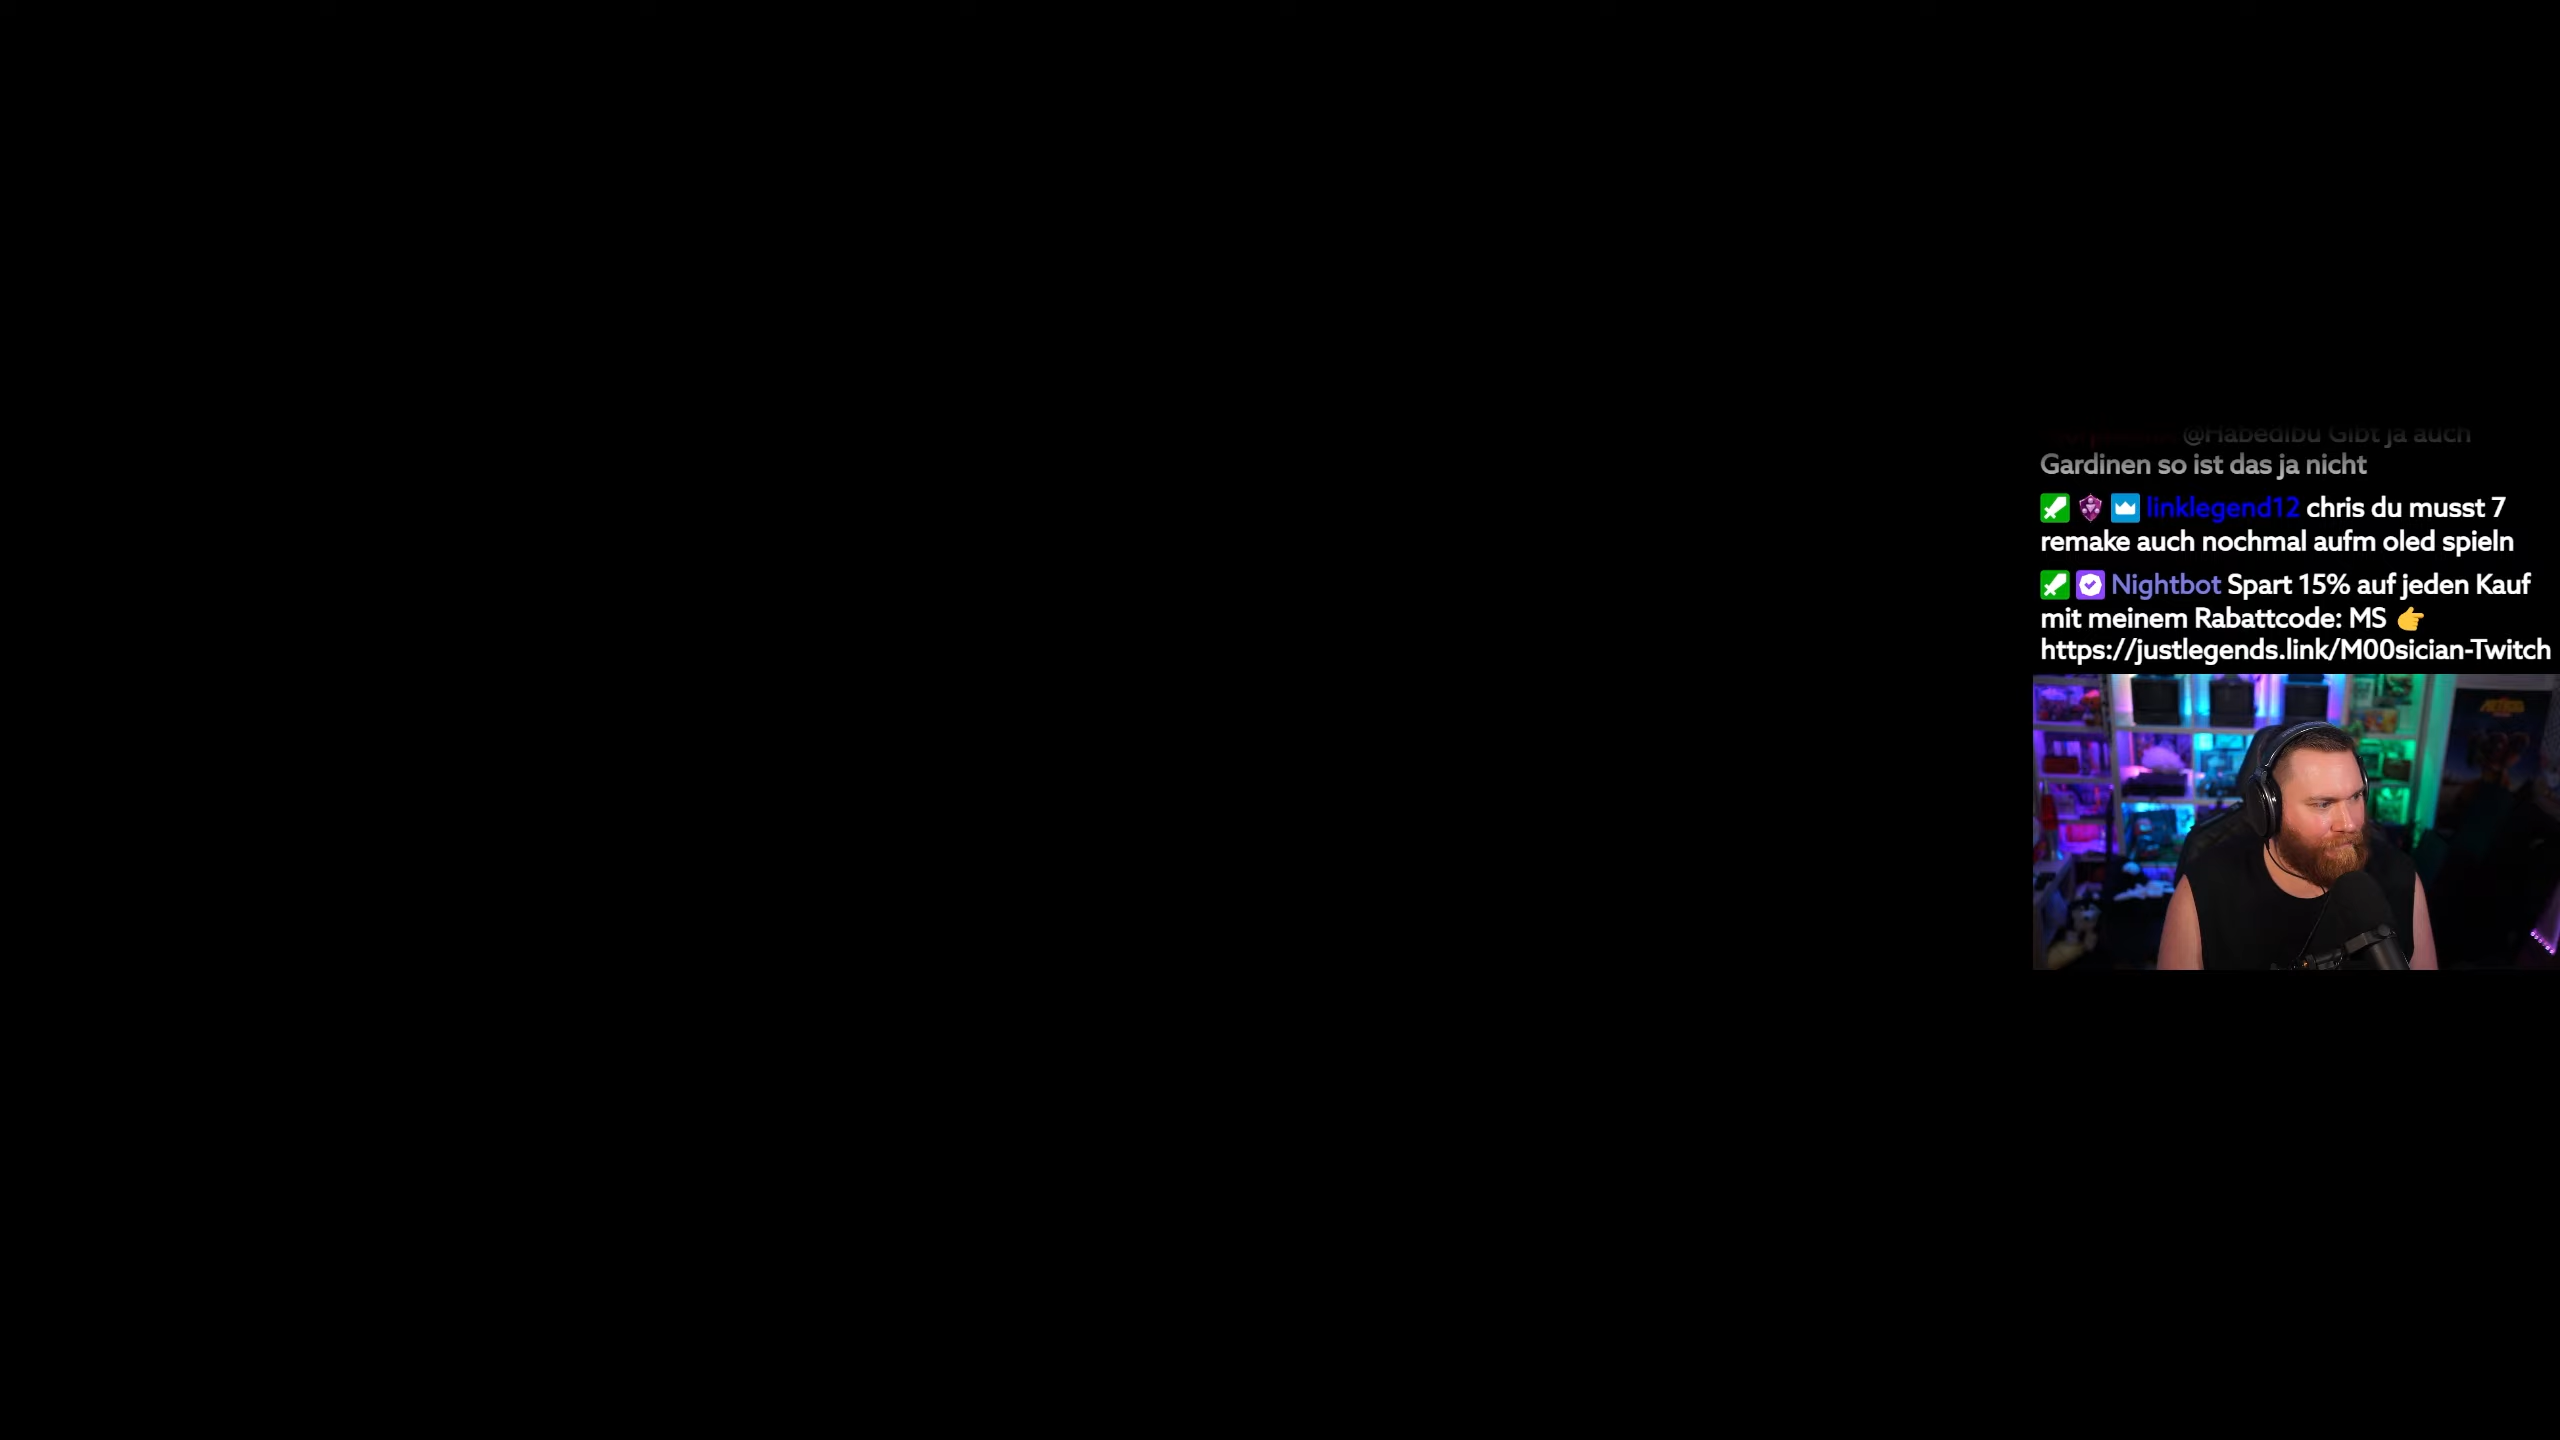 @Habedibu Gibt ja auch
Gardinen so ist das ja nicht
linklegend12 chris du musst 7
remake auch nochmal aufm oled spieln
Nightbot Spart 15% auf jeden Kauf
mit meinem Rabattcode: MS 👉
https://justlegends.link/M00sician-Twitch